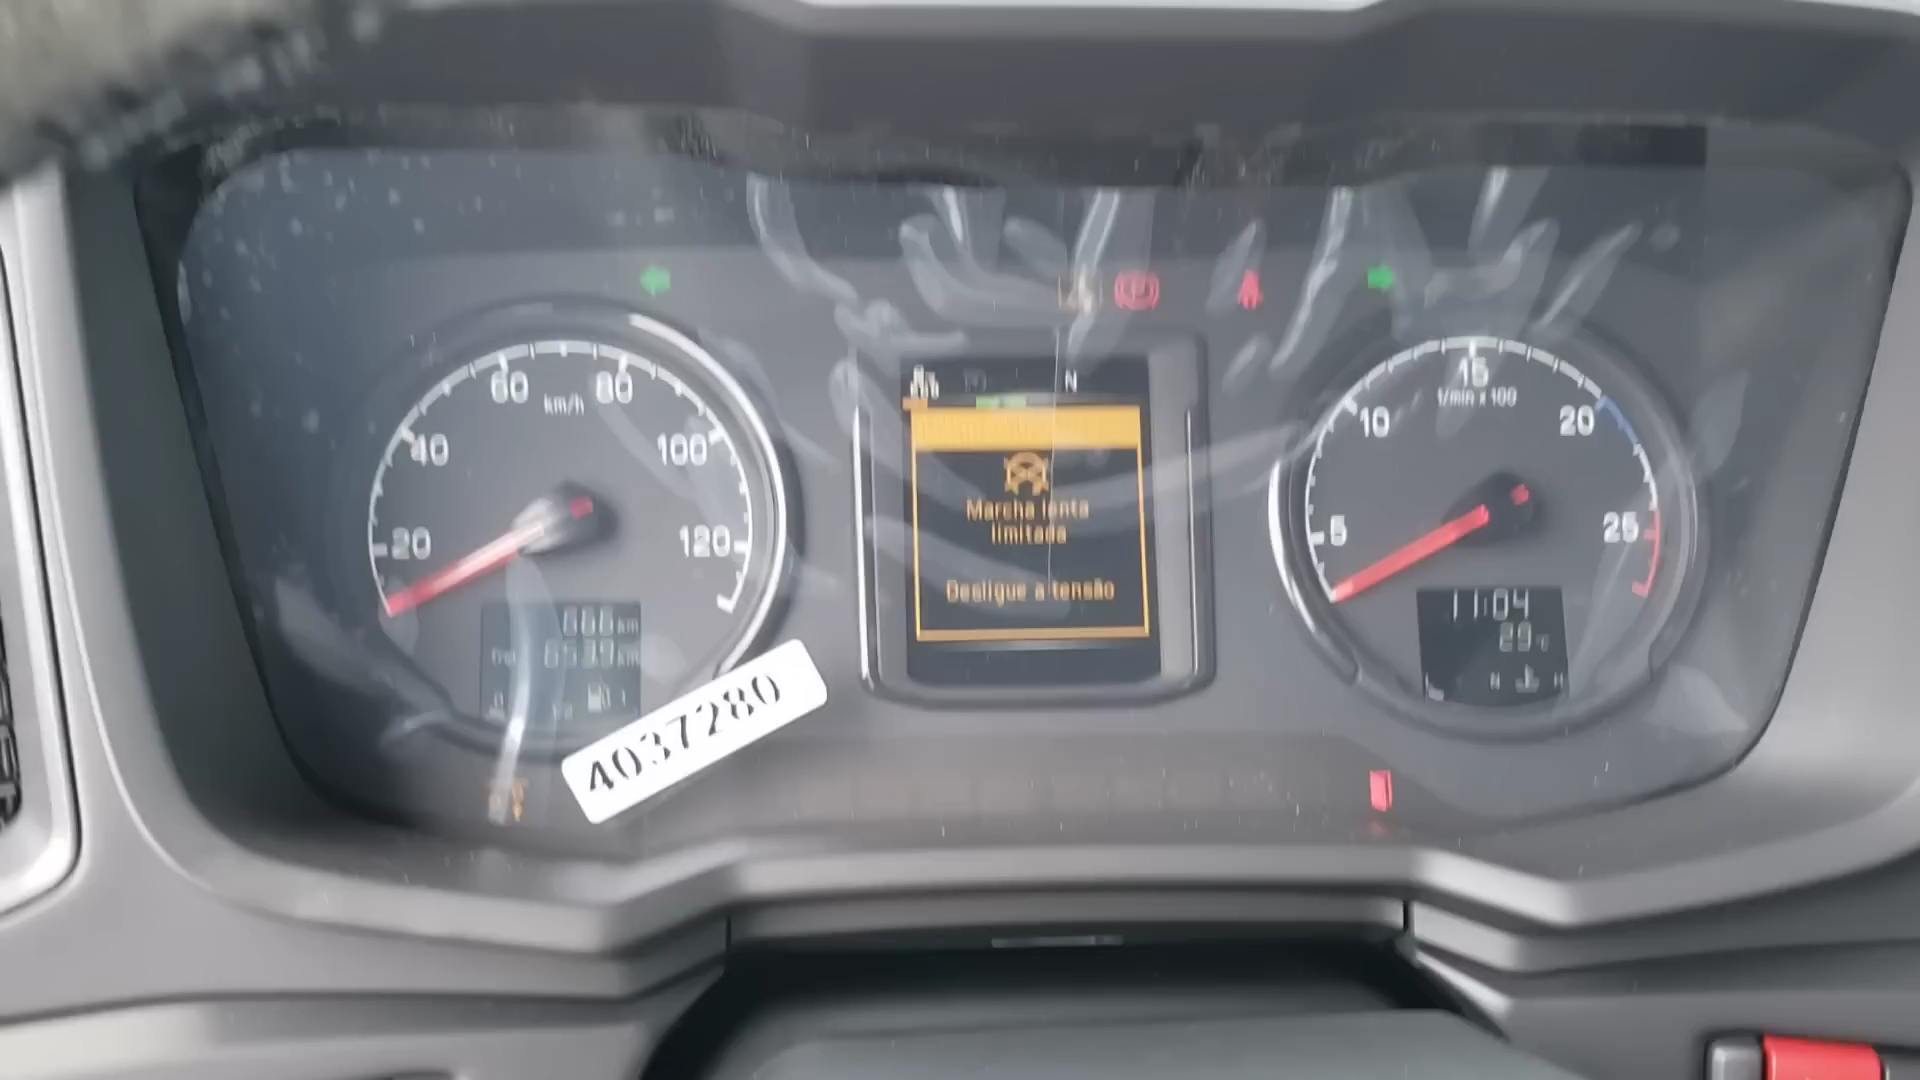 60
80
km/h
40
100
20
120
N
Marcha lenta
limitada
Desligue a tensão
15
1/min x 100
10
20
5
25
11:04
29°C
N H
4037280